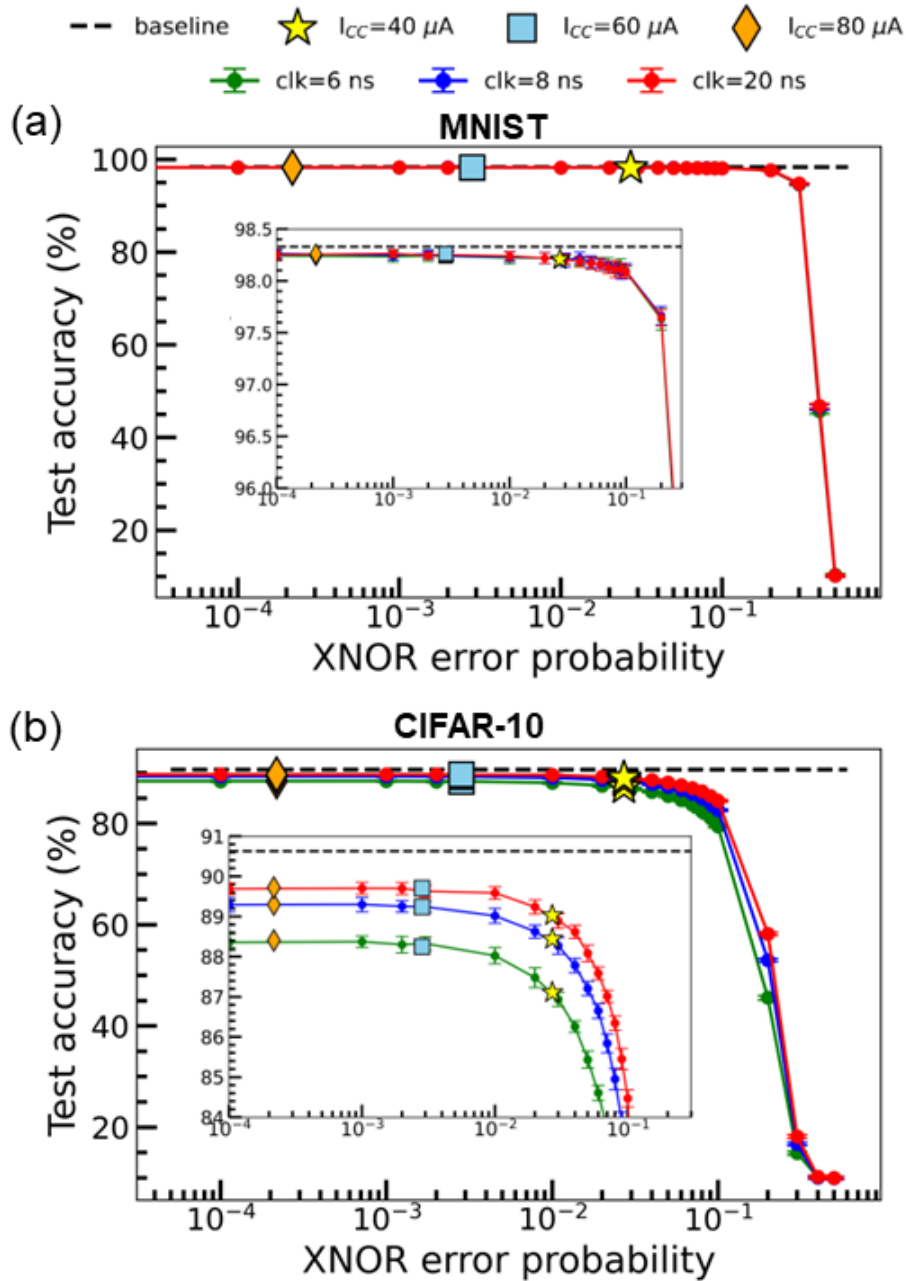 baseline I_CC=40 μA I_CC=60 μA I_CC=80 μA
clk=6 ns clk=8 ns clk=20 ns
(a) MNIST
100
80
60
40
20
Test accuracy (%)
98.5
98.0
97.5
97.0
96.5
96.0
10⁻⁴ 10⁻³ 10⁻² 10⁻¹
10⁻⁴ 10⁻³ 10⁻² 10⁻¹
XNOR error probability
(b) CIFAR-10
80
60
40
20
Test accuracy (%)
91
90
89
88
87
86
85
84
10⁻⁴ 10⁻³ 10⁻² 10⁻¹
10⁻⁴ 10⁻³ 10⁻² 10⁻¹
XNOR error probability